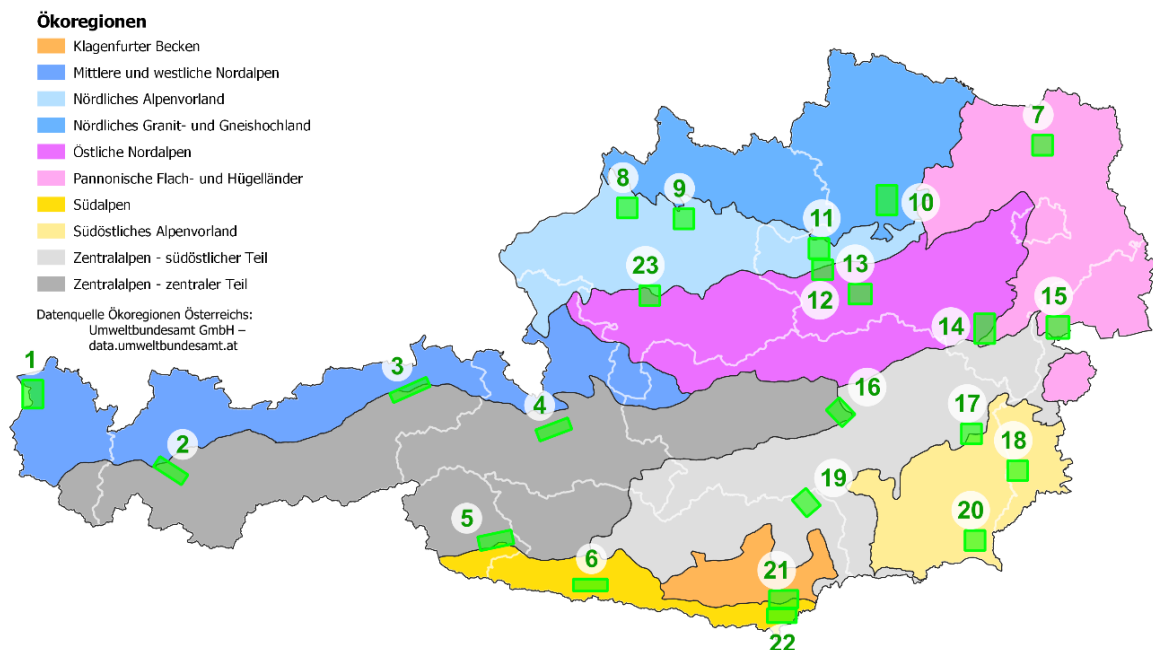 Ökoregionen
Klagenfurter Becken
Mittlere und westliche Nordalpen
Nördliches Alpenvorland
Nördliches Granit- und Gneishochland
Östliche Nordalpen
Pannonische Flach- und Hügelländer
Südalpen
Südöstliches Alpenvorland
Zentralalpen - südöstlicher Teil
Zentralalpen - zentraler Teil
Datenquelle Ökoregionen Österreichs:
Umweltbundesamt GmbH –
data.umweltbundesamt.at
1
2
3
4
5
6
7
8
9
10
11
12
13
14
15
16
17
18
19
20
21
22
23